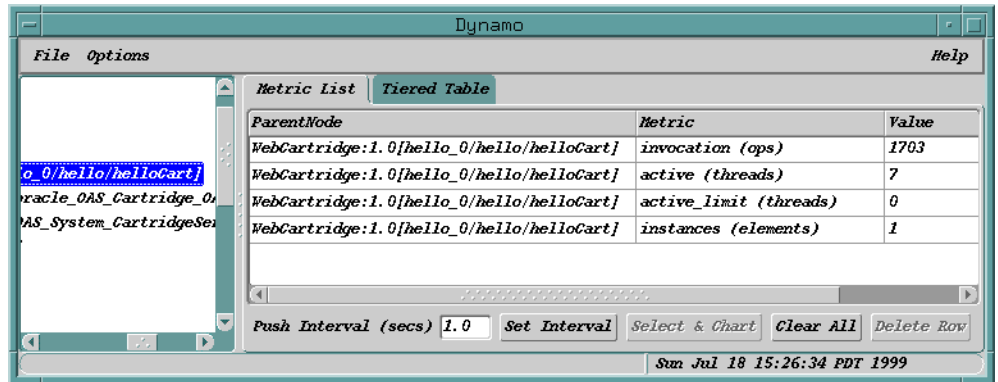 Dynamo
File Options Help
Metric List Tiered Table
ParentNode Metric Value
WebCartridge:1.0[hello_0/hello/helloCart] invocation (ops) 1703
lo_0/hello/helloCart] WebCartridge:1.0[hello_0/hello/helloCart] active (threads) 7
racle_OAS_Cartridge_O WebCartridge:1.0[hello_0/hello/helloCart] active_limit (threads) 0
OAS_System_CartridgeSer WebCartridge:1.0[hello_0/hello/helloCart] instances (elements) 1
Push Interval (secs) 1.0 Set Interval Select & Chart Clear All Delete Row
Sun Jul 18 15:26:34 PDT 1999